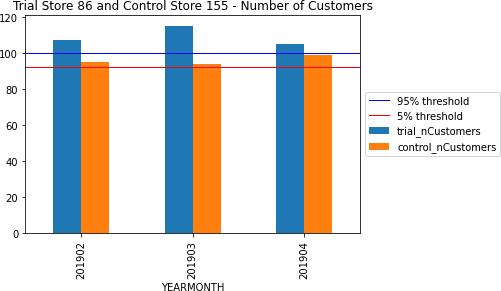 Trial Store 86 and Control Store 155 - Number of Customers
120
100
80
60
40
20
0
201902
201903
201904
YEARMONTH
95% threshold
5% threshold
trial_nCustomers
control_nCustomers